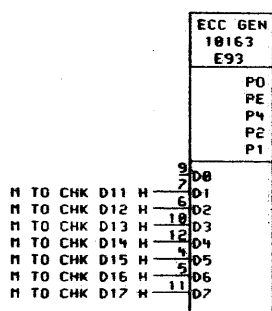 ECC GEN
10163
E93
PO
PE
P4
P2
P1
9 D0
M TO CHK D11 H 7 D1
M TO CHK D12 H 6 D2
M TO CHK D13 H 10 D3
M TO CHK D14 H 12 D4
M TO CHK D15 H 4 D5
M TO CHK D16 H 5 D6
M TO CHK D17 H 11 D7